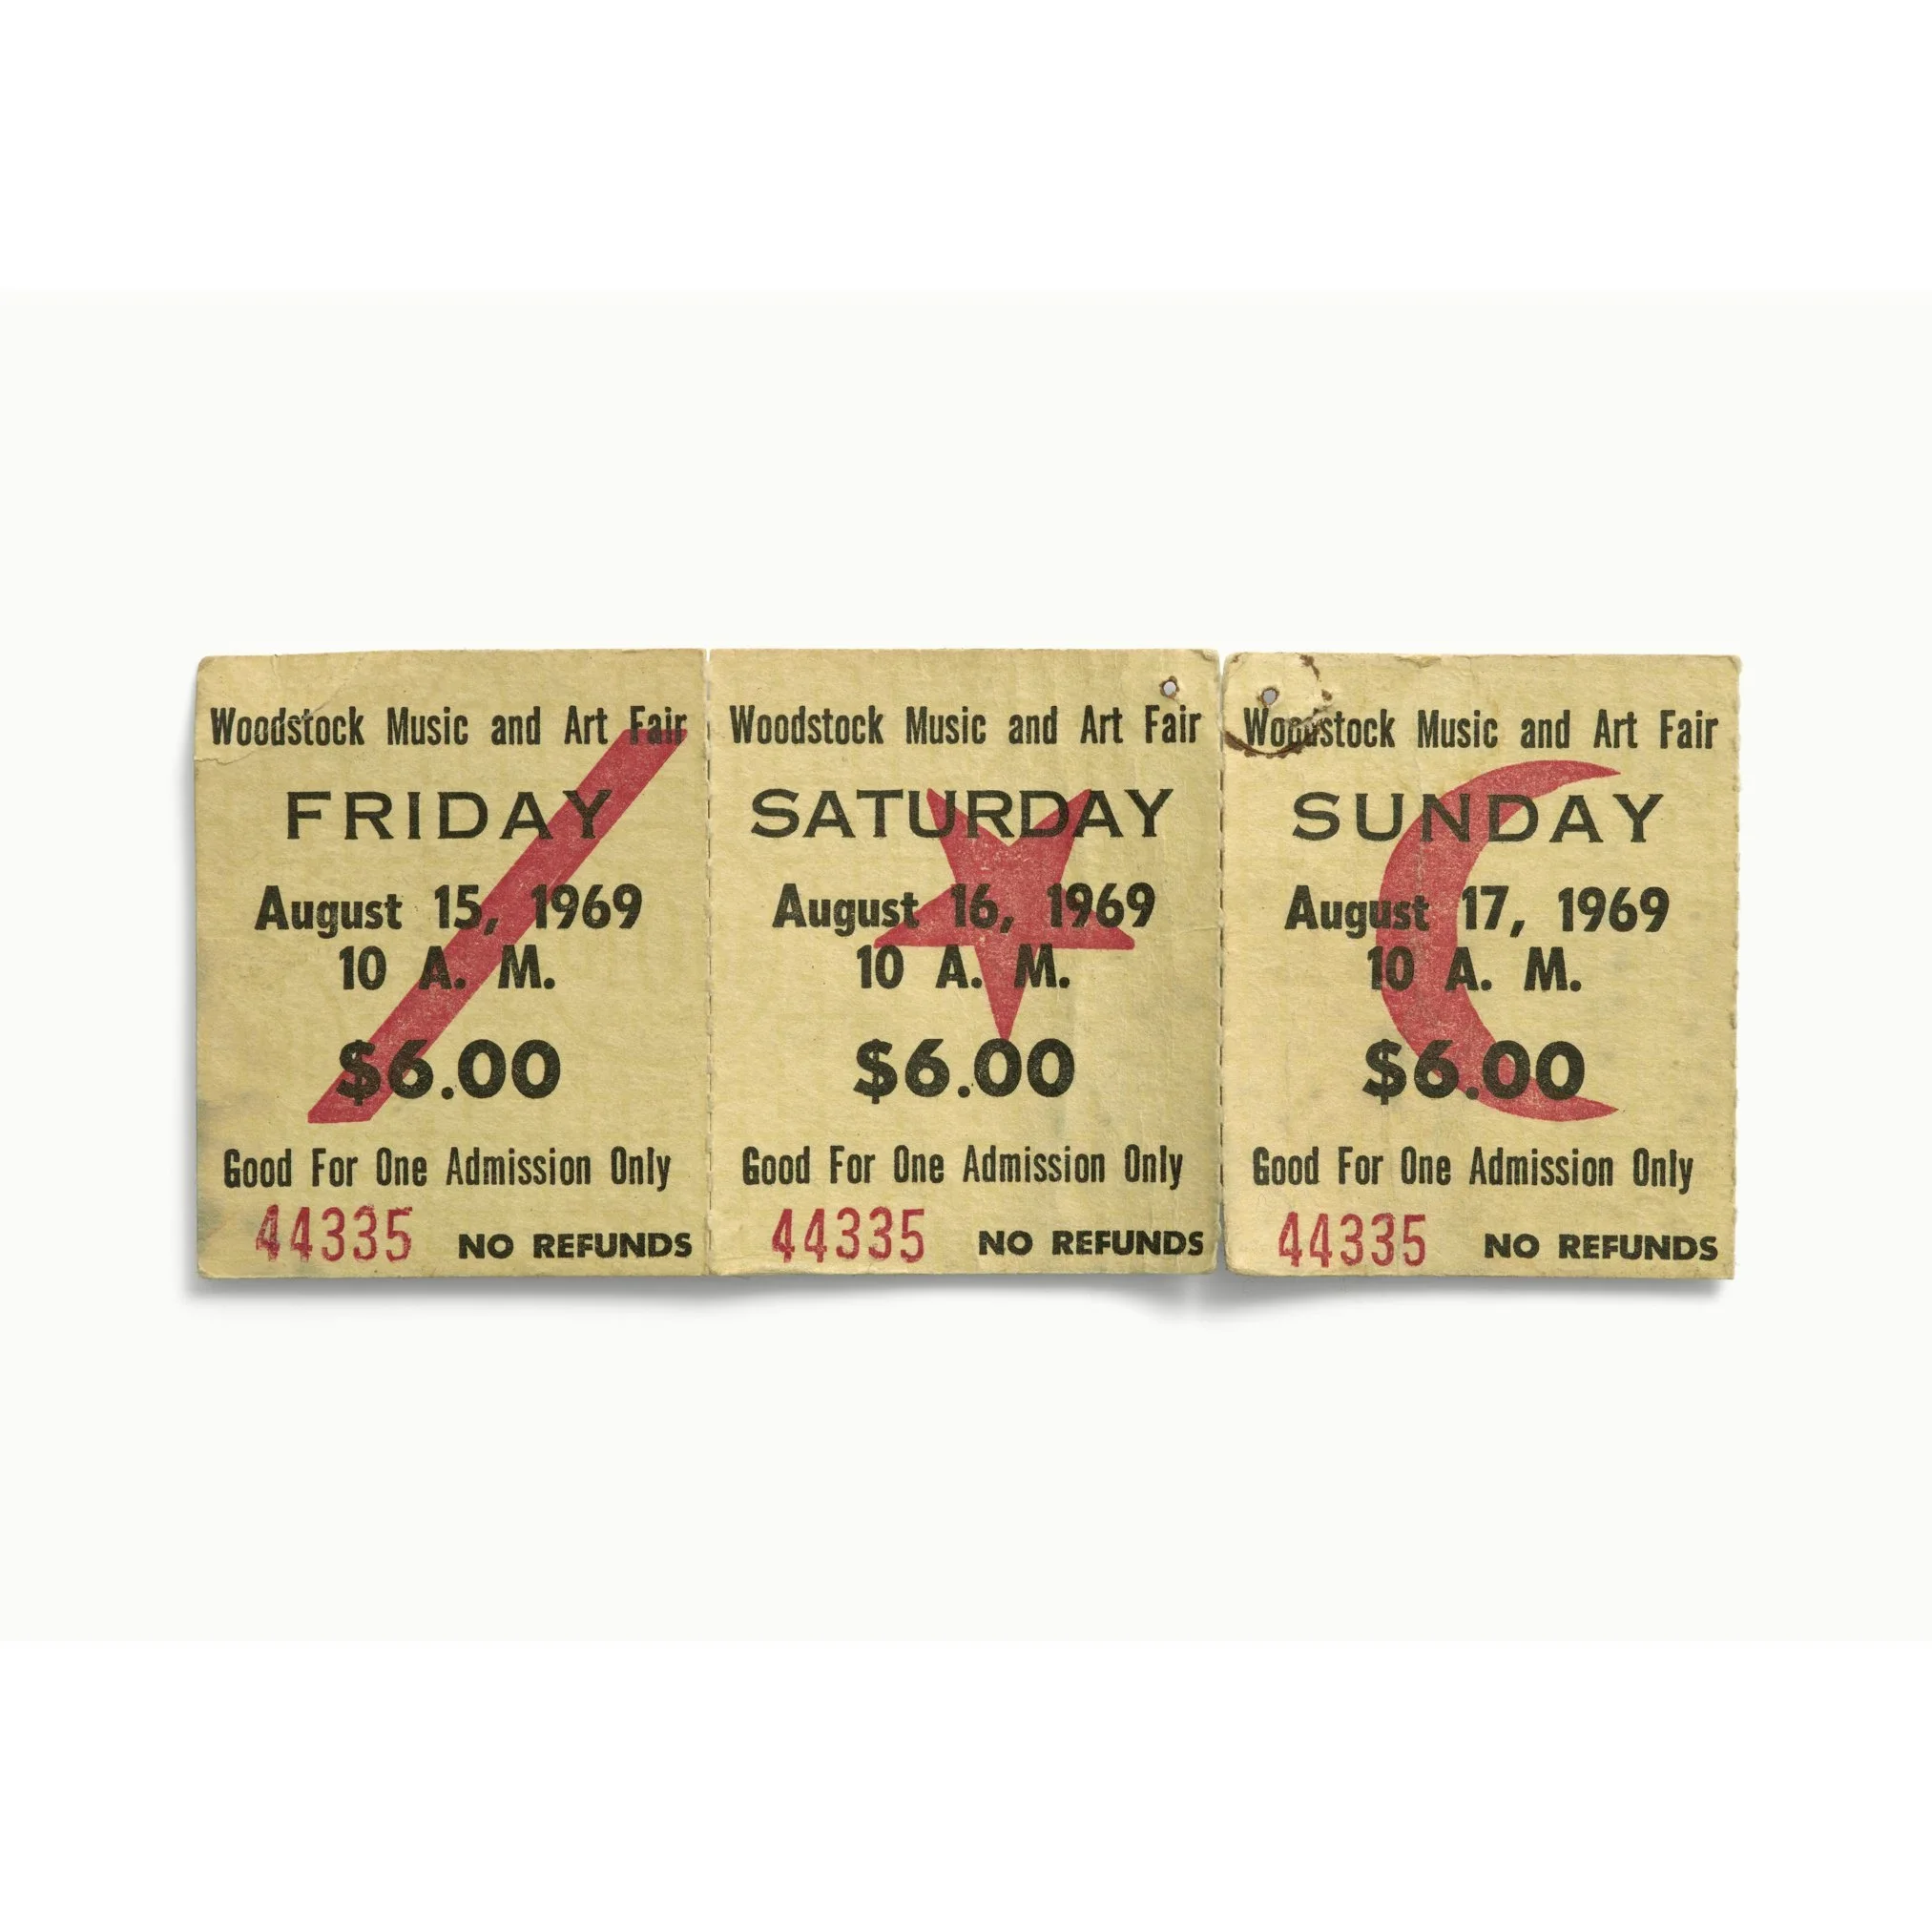 Woodstock Music and Art Fair
FRIDAY
August 15, 1969
10 A. M.
$6.00
Good For One Admission Only
44335 NO REFUNDS
Woodstock Music and Art Fair
SATURDAY
August 16, 1969
10 A. M.
$6.00
Good For One Admission Only
44335 NO REFUNDS
Woodstock Music and Art Fair
SUNDAY
August 17, 1969
10 A. M.
$6.00
Good For One Admission Only
44335 NO REFUNDS